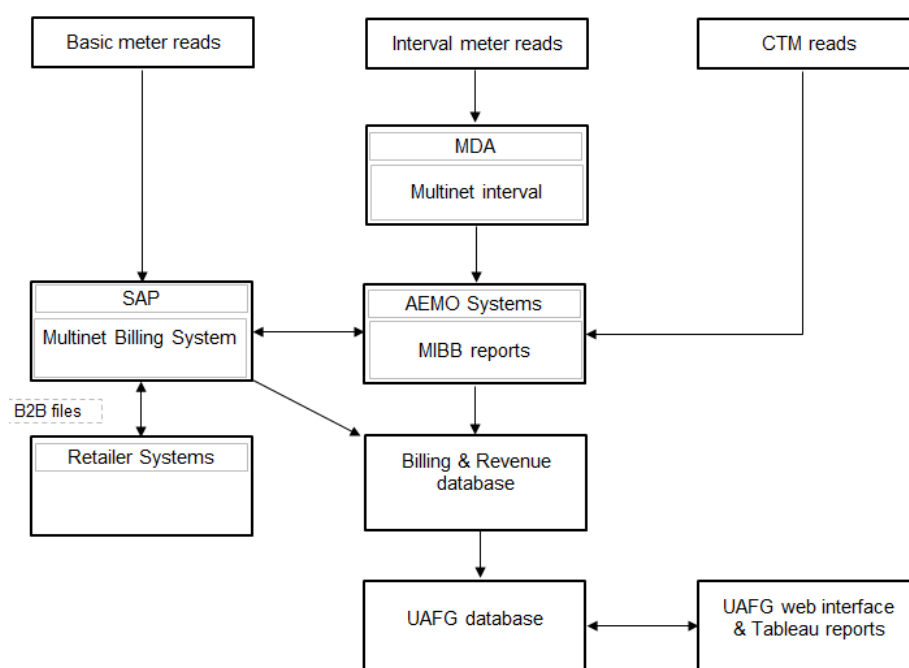 Basic meter reads
Interval meter reads
CTM reads
MDA
Multinet interval
SAP
Multinet Billing System
AEMO Systems
MIBB reports
B2B files
Retailer Systems
Billing & Revenue
database
UAFG database
UAFG web interface
& Tableau reports